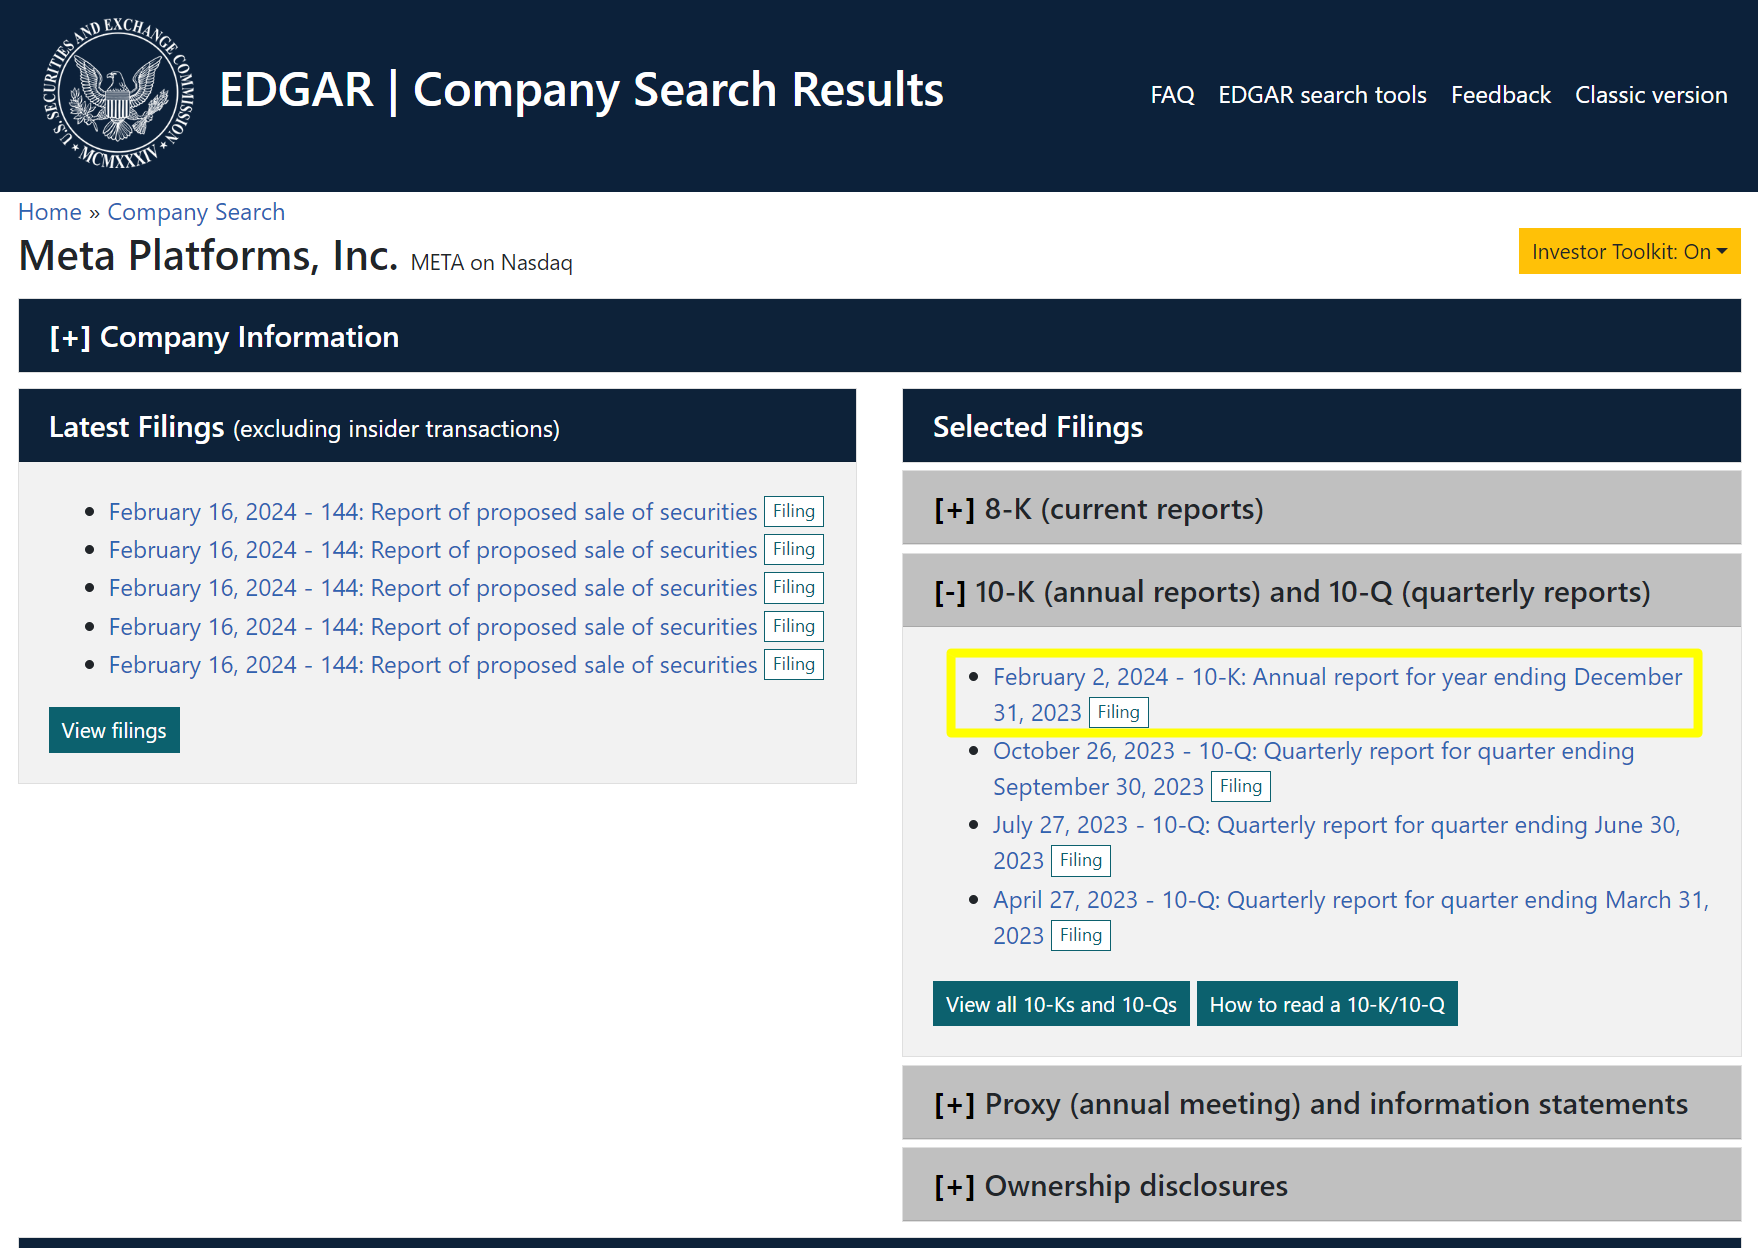 U.S. SECURITIES AND EXCHANGE COMMISSION
MCMXXXIV
EDGAR | Company Search Results
FAQ EDGAR search tools Feedback Classic version
Home » Company Search
Meta Platforms, Inc. META on Nasdaq
Investor Toolkit: On
[+] Company Information
Latest Filings (excluding insider transactions)
February 16, 2024 - 144: Report of proposed sale of securities Filing
February 16, 2024 - 144: Report of proposed sale of securities Filing
February 16, 2024 - 144: Report of proposed sale of securities Filing
February 16, 2024 - 144: Report of proposed sale of securities Filing
February 16, 2024 - 144: Report of proposed sale of securities Filing
View filings
Selected Filings
[+] 8-K (current reports)
[-] 10-K (annual reports) and 10-Q (quarterly reports)
February 2, 2024 - 10-K: Annual report for year ending December
31, 2023 Filing
October 26, 2023 - 10-Q: Quarterly report for quarter ending
September 30, 2023 Filing
July 27, 2023 - 10-Q: Quarterly report for quarter ending June 30,
2023 Filing
April 27, 2023 - 10-Q: Quarterly report for quarter ending March 31,
2023 Filing
View all 10-Ks and 10-Qs How to read a 10-K/10-Q
[+] Proxy (annual meeting) and information statements
[+] Ownership disclosures